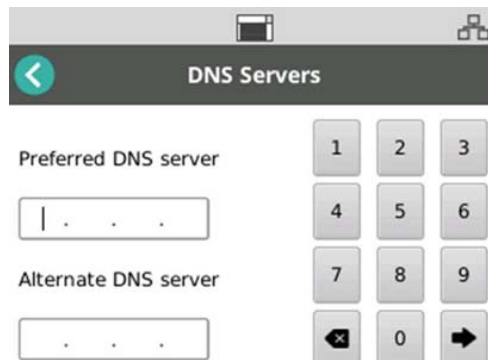 DNS Servers
Preferred DNS server
. . .
Alternate DNS server
. . .
1 2 3
4 5 6
7 8 9
0